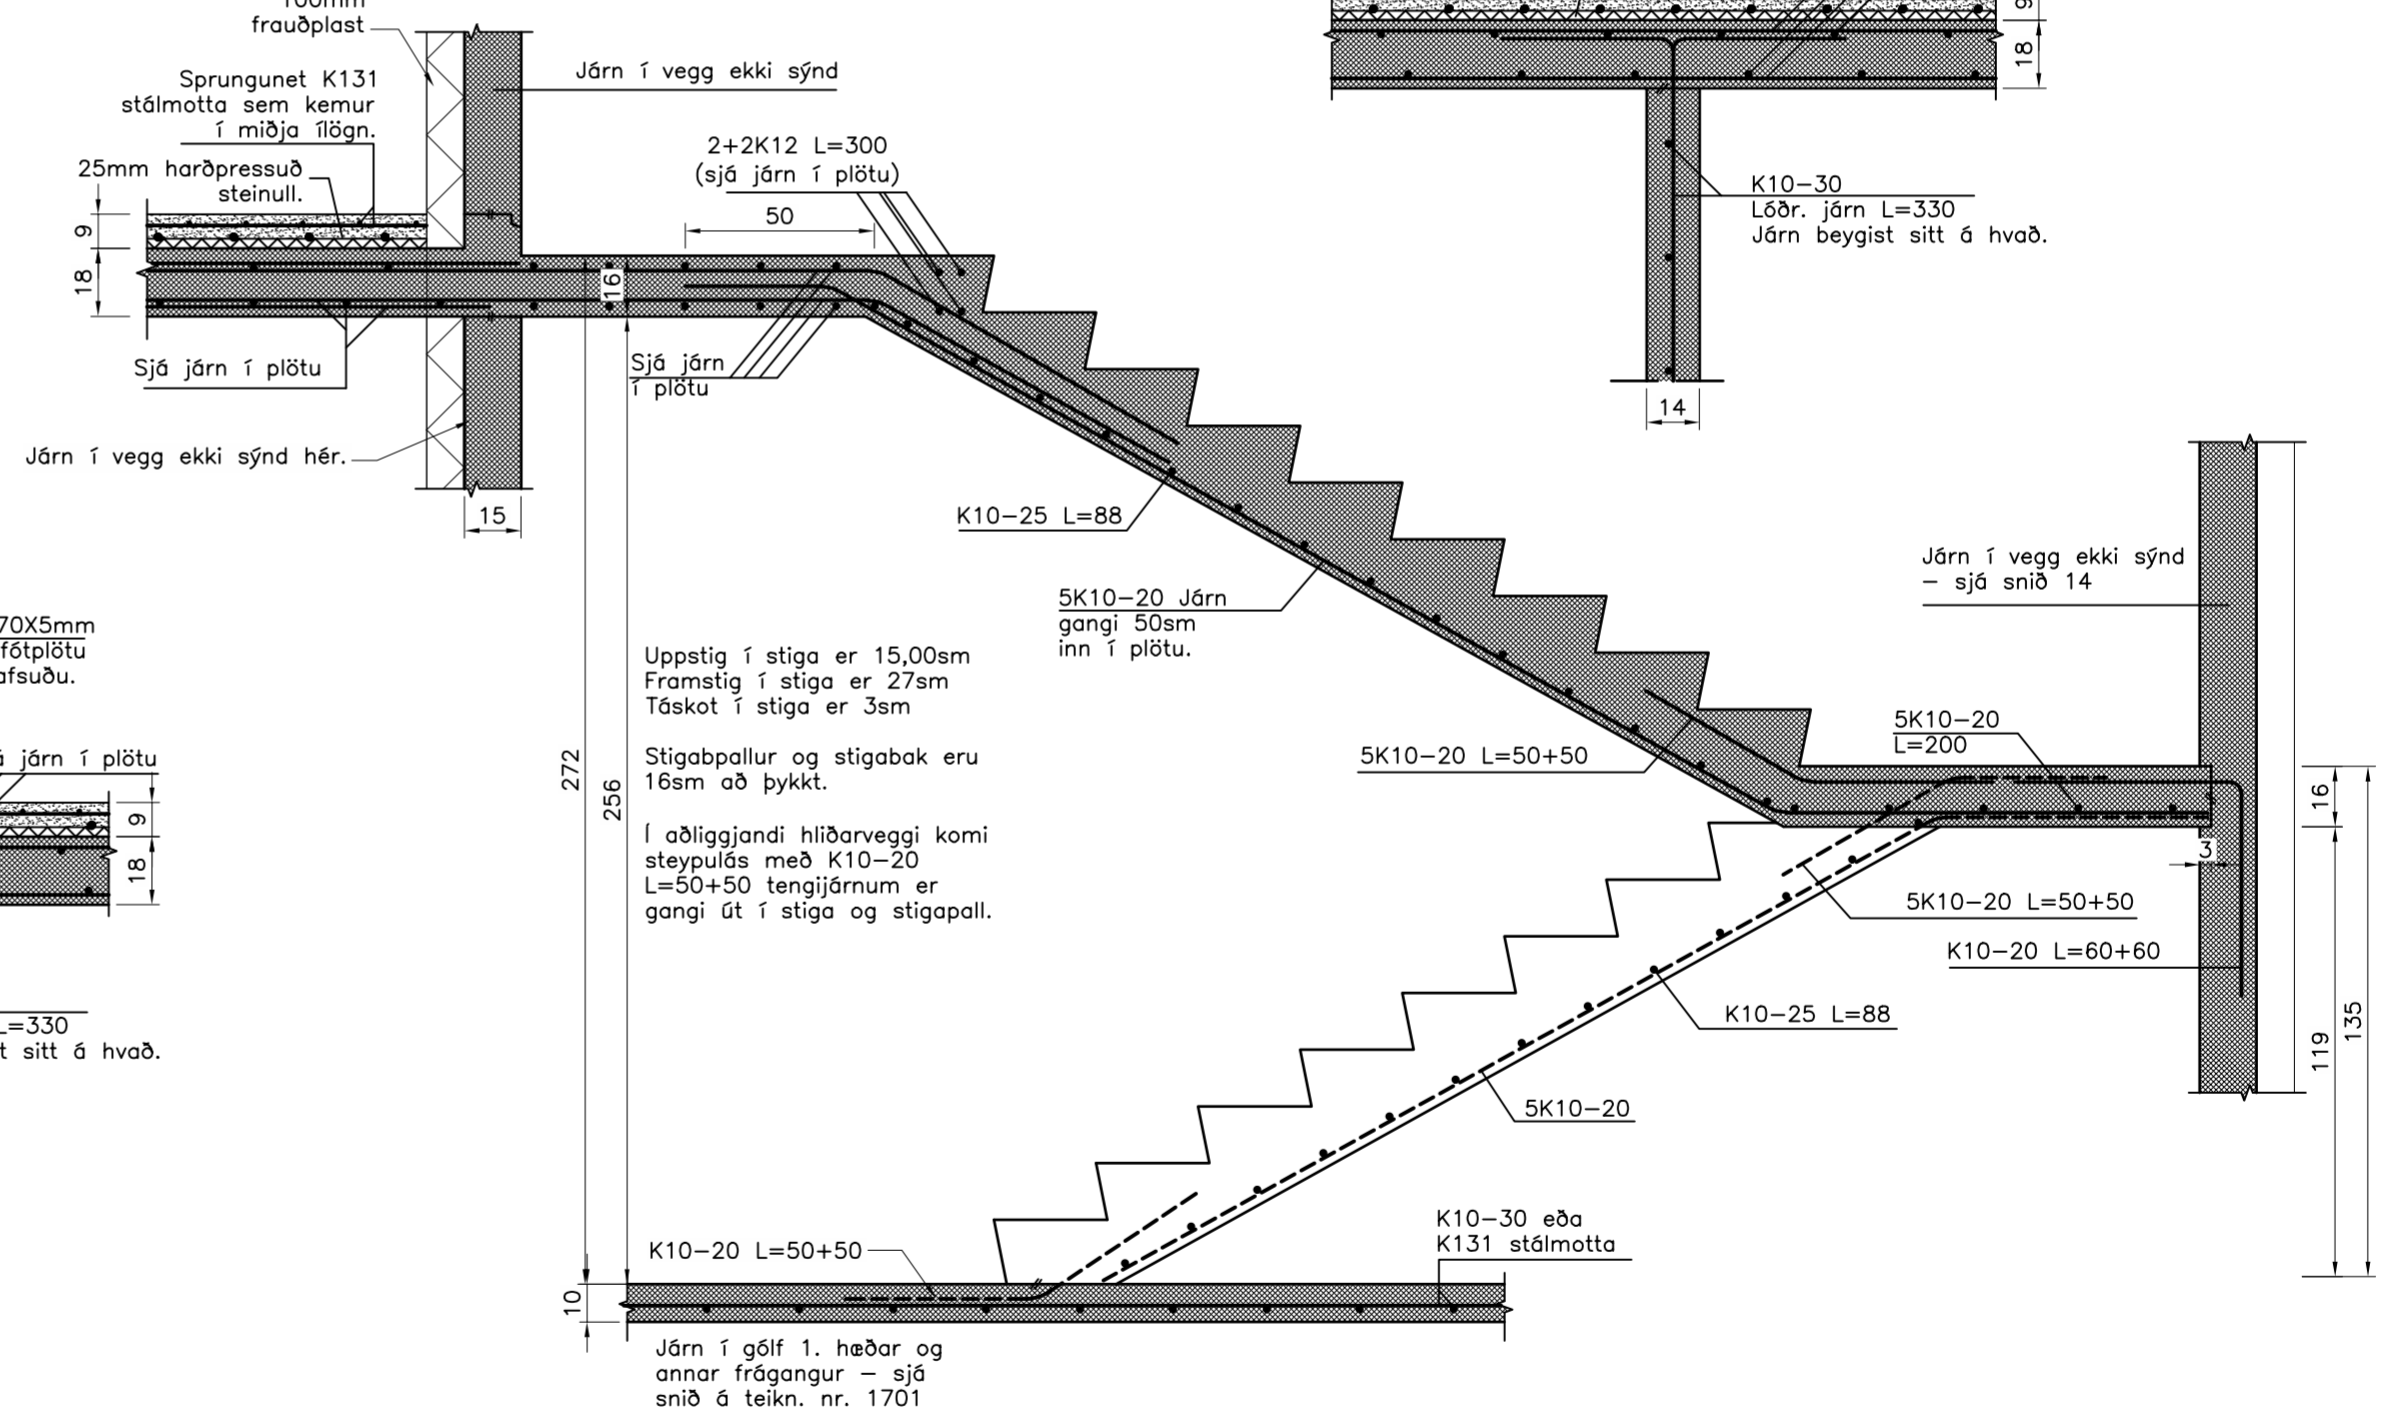 100mm
frauðplast
Sprungunet K131
stálmotta sem kemur
í miðja ílögn.
25mm harðpressuð
steinull.
9
18
Sjá járn í plötu
Járn í vegg ekki sýnd hér.
15
Járn í vegg ekki sýnd
2+2K12 L=300
(sjá járn í plötu)
50
16
Sjá járn
í plötu
K10-25 L=88
5K10-20 Járn
gangi 50sm
inn í plötu.
9
18
K10-30
Lóðr. járn L=330
Járn beygist sitt á hvað.
14
Járn í vegg ekki sýnd
- sjá snið 14
70X5mm
fótplötu
afsuðu.
á járn í plötu
9
18
L=330
t sitt á hvað.
272
256
Uppstig í stiga er 15,00sm
Framstig í stiga er 27sm
Táskot í stiga er 3sm
Stigabpallur og stigabak eru
16sm að þykkt.
Í aðliggjandi hliðarveggi komi
steypulás með K10-20
L=50+50 tengijárnum er
gangi út í stiga og stigapall.
5K10-20 L=50+50
5K10-20
L=200
16
3
5K10-20 L=50+50
K10-20 L=60+60
K10-25 L=88
119
135
5K10-20
K10-20 L=50+50
K10-30 eða
K131 stálmotta
10
Járn í gólf 1. hæðar og
annar frágangur - sjá
snið á teikn. nr. 1701